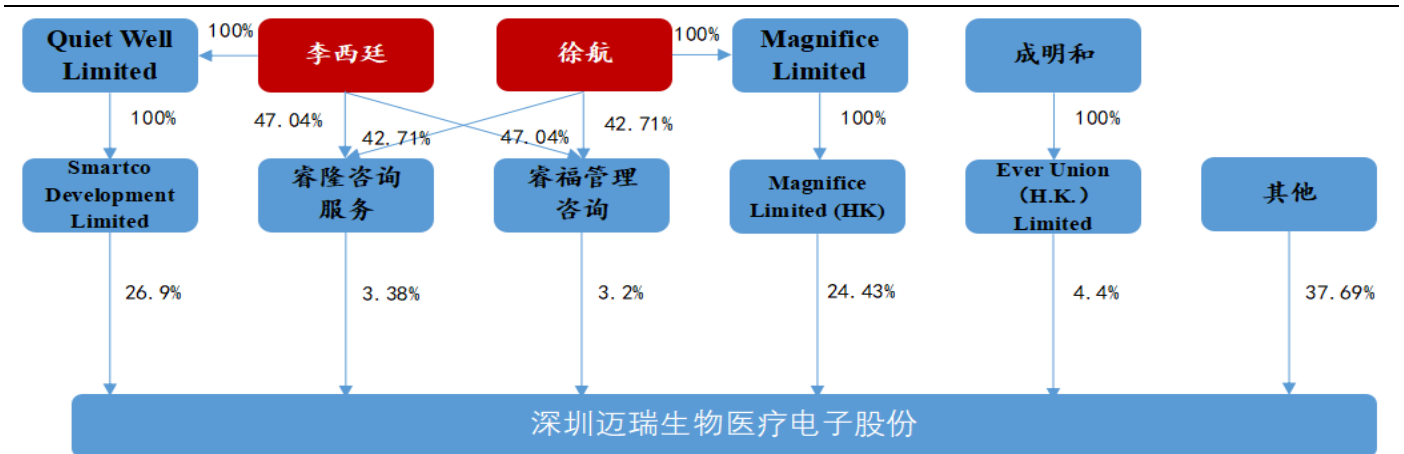 Quiet Well
Limited
100%
李西廷
徐航
100%
Magnifice
Limited
成明和
100%
47.04%
42.71%
47.04%
42.71%
100%
100%
Smartco
Development
Limited
睿隆咨询
服务
睿福管理
咨询
Magnifice
Limited (HK)
Ever Union
(H.K.)
Limited
其他
26.9%
3.38%
3.2%
24.43%
4.4%
37.69%
深圳迈瑞生物医疗电子股份